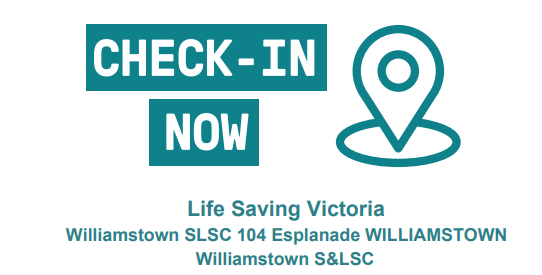 CHECK-IN
NOW
Life Saving Victoria
Williamstown SLSC 104 Esplanade WILLIAMSTOWN
Williamstown S&LSC